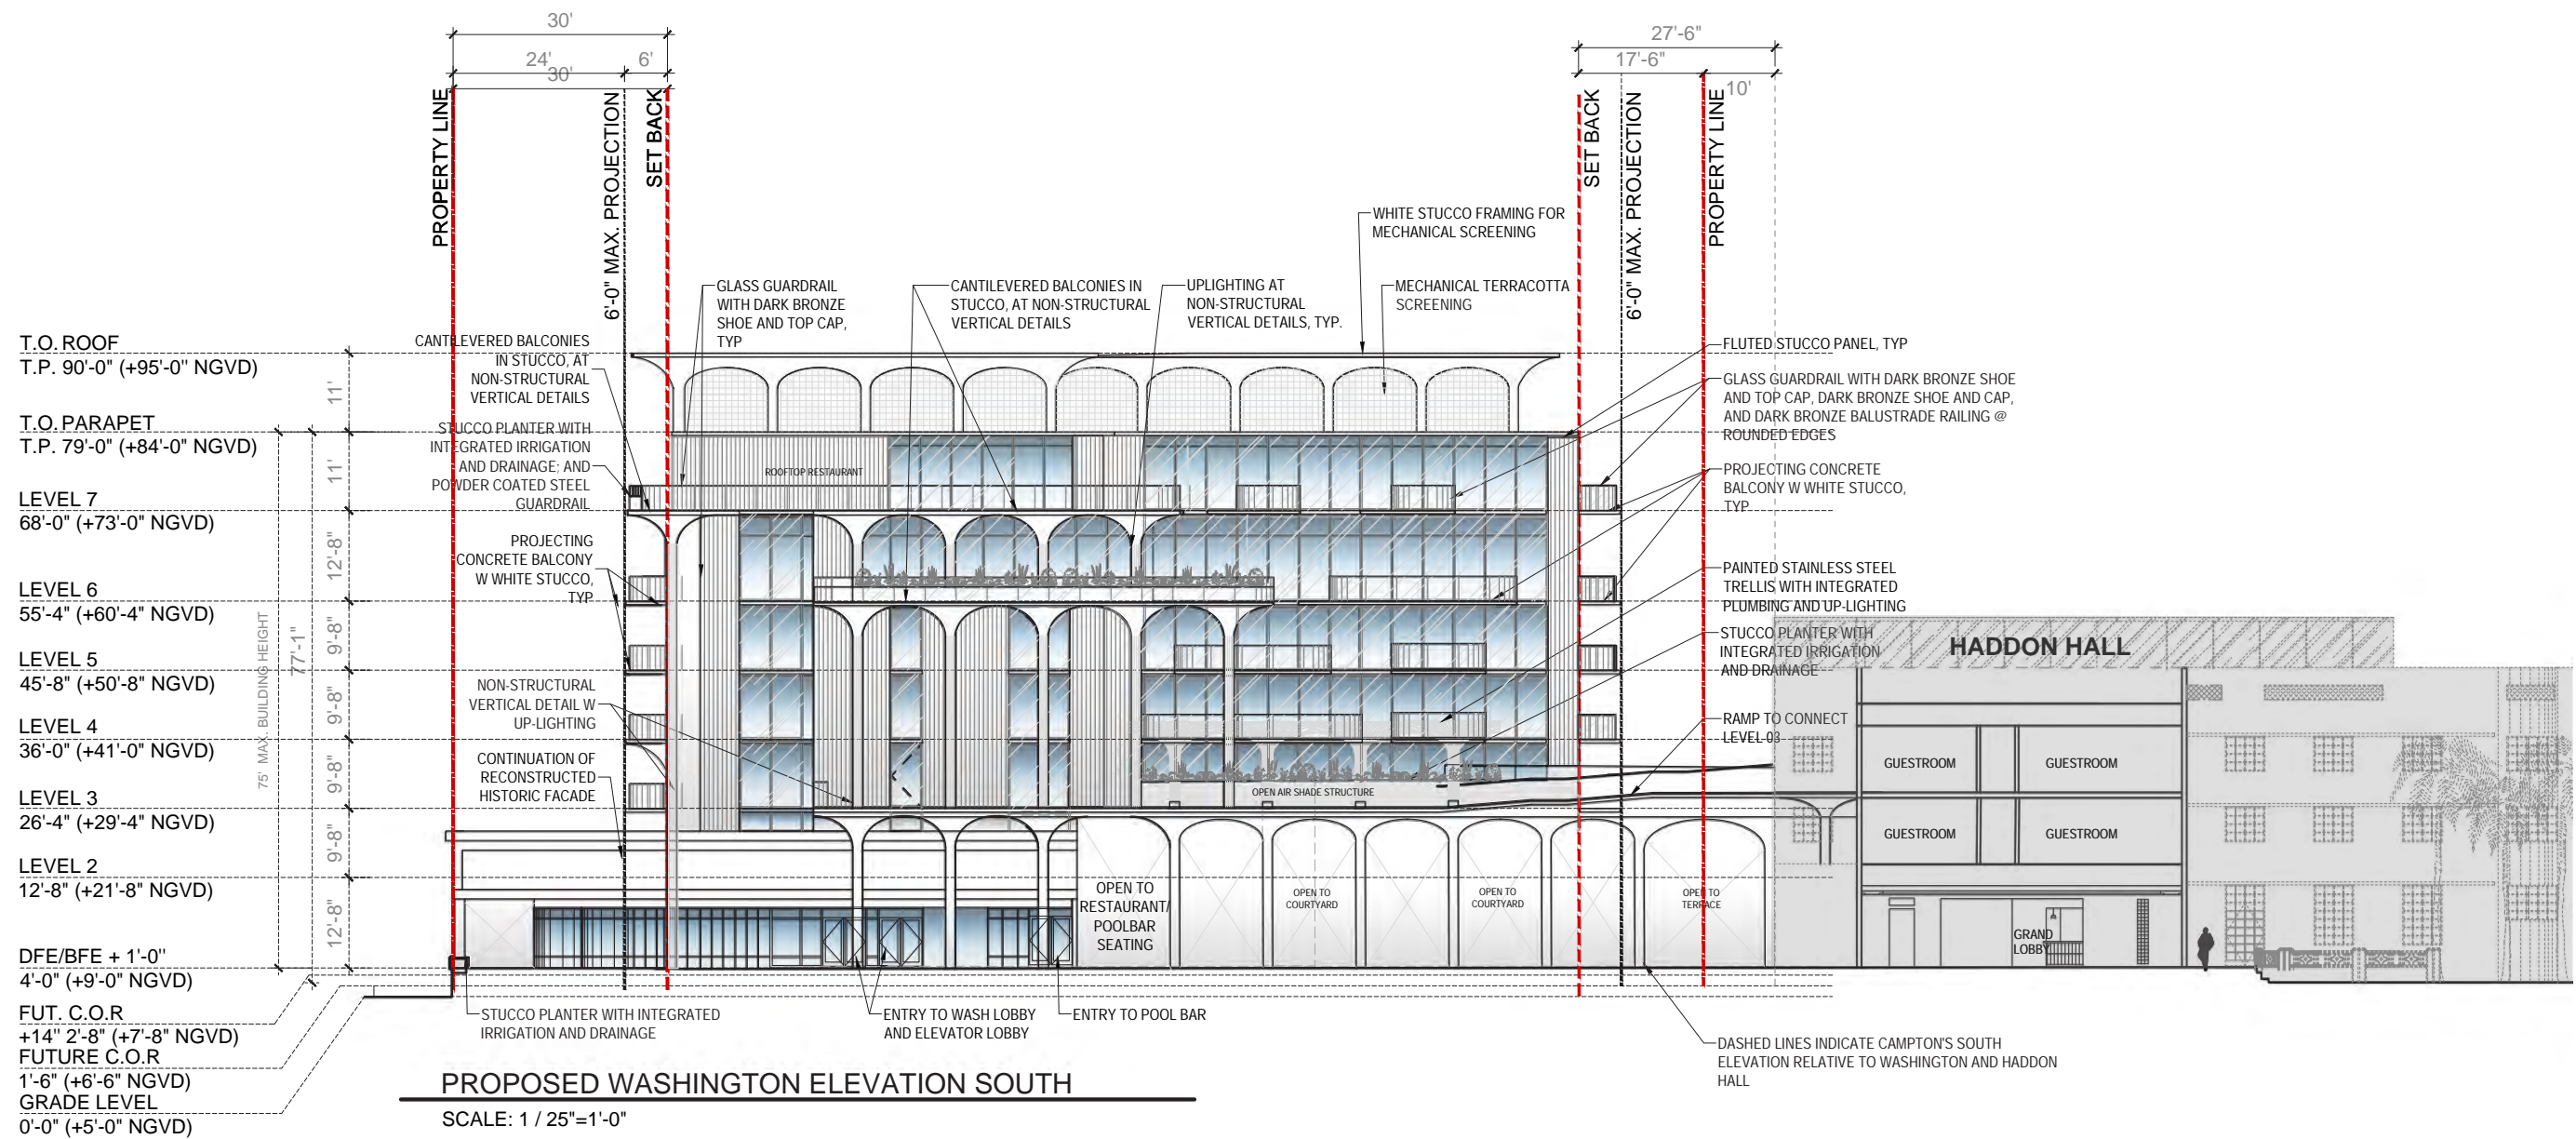 30'
24'
6'
30'
27'-6"
17'-6"
10'
PROPERTY LINE
6'-0" MAX. PROJECTION
SET BACK
SET BACK
6'-0" MAX. PROJECTION
PROPERTY LINE
WHITE STUCCO FRAMING FOR
MECHANICAL SCREENING
GLASS GUARDRAIL
WITH DARK BRONZE
SHOE AND TOP CAP,
TYP
CANTILEVERED BALCONIES IN
STUCCO, AT NON-STRUCTURAL
VERTICAL DETAILS
UPLIGHTING AT
NON-STRUCTURAL
VERTICAL DETAILS, TYP.
MECHANICAL TERRACOTTA
SCREENING
T.O. ROOF
T.P. 90'-0" (+95'-0" NGVD)
T.O. PARAPET
T.P. 79'-0" (+84'-0" NGVD)
LEVEL 7
68'-0" (+73'-0" NGVD)
LEVEL 6
55'-4" (+60'-4" NGVD)
LEVEL 5
45'-8" (+50'-8" NGVD)
LEVEL 4
36'-0" (+41'-0" NGVD)
LEVEL 3
26'-4" (+29'-4" NGVD)
LEVEL 2
12'-8" (+21'-8" NGVD)
DFE/BFE + 1'-0"
4'-0" (+9'-0" NGVD)
FUT. C.O.R
+14" 2'-8" (+7'-8" NGVD)
FUTURE C.O.R
1'-6" (+6'-6" NGVD)
GRADE LEVEL
0'-0" (+5'-0" NGVD)
11'
11'
12'-8"
9'-8"
9'-8"
9'-8"
9'-8"
12'-8"
75' MAX. BUILDING HEIGHT
77'-1"
CANTILEVERED BALCONIES
IN STUCCO, AT
NON-STRUCTURAL
VERTICAL DETAILS
STUCCO PLANTER WITH
INTEGRATED IRRIGATION
AND DRAINAGE; AND
POWDER COATED STEEL
GUARDRAIL
PROJECTING
CONCRETE BALCONY
W WHITE STUCCO,
TYP
NON-STRUCTURAL
VERTICAL DETAIL W
UP-LIGHTING
CONTINUATION OF
RECONSTRUCTED
HISTORIC FACADE
ROOFTOP RESTAURANT
FLUTED STUCCO PANEL, TYP
GLASS GUARDRAIL WITH DARK BRONZE SHOE
AND TOP CAP, DARK BRONZE SHOE AND CAP,
AND DARK BRONZE BALUSTRADE RAILING @
ROUNDED EDGES
PROJECTING CONCRETE
BALCONY W WHITE STUCCO,
TYP
PAINTED STAINLESS STEEL
TRELLIS WITH INTEGRATED
PLUMBING AND UP-LIGHTING
STUCCO PLANTER WITH
INTEGRATED IRRIGATION
AND DRAINAGE
RAMP TO CONNECT
LEVEL 03
OPEN AIR SHADE STRUCTURE
HADDON HALL
GUESTROOM
GUESTROOM
GUESTROOM
GUESTROOM
GRAND
LOBBY
OPEN TO
RESTAURANT/
POOLBAR
SEATING
OPEN TO
COURTYARD
OPEN TO
COURTYARD
OPEN TO
TERRACE
STUCCO PLANTER WITH INTEGRATED
IRRIGATION AND DRAINAGE
ENTRY TO WASH LOBBY
AND ELEVATOR LOBBY
ENTRY TO POOL BAR
DASHED LINES INDICATE CAMPTON'S SOUTH
ELEVATION RELATIVE TO WASHINGTON AND HADDON
HALL
PROPOSED WASHINGTON ELEVATION SOUTH
SCALE: 1 / 25"=1'-0"